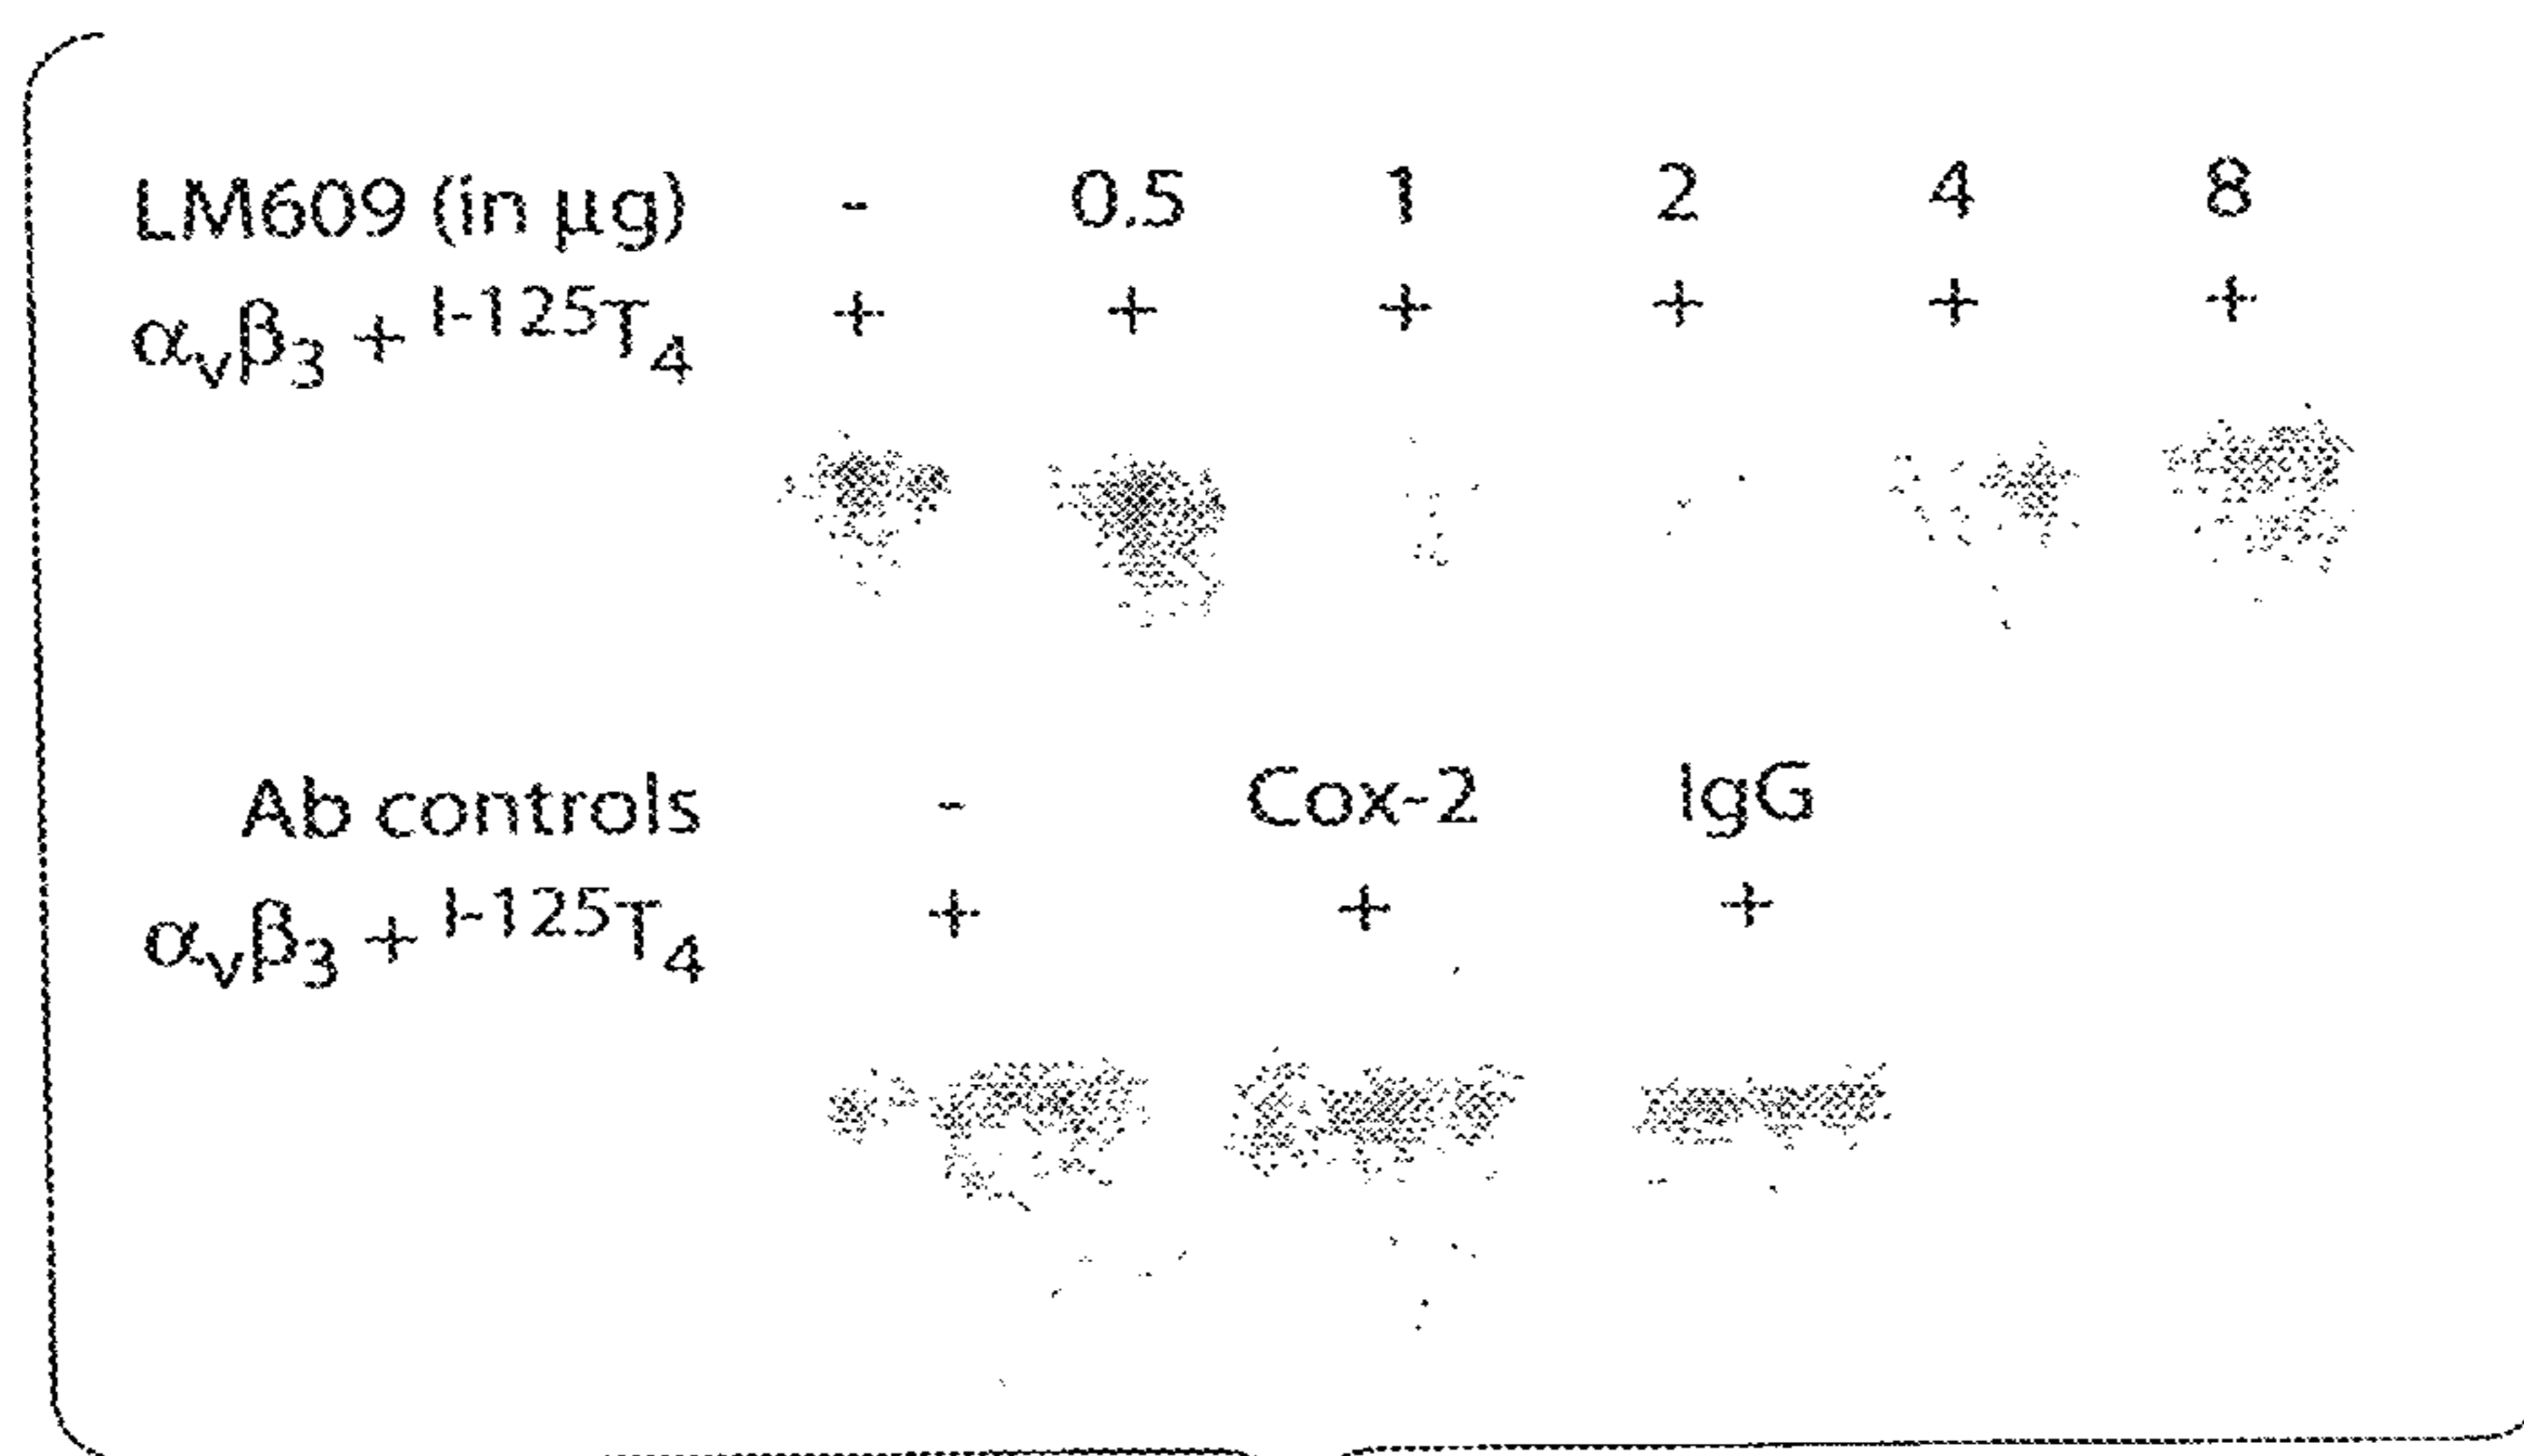 LM609 (in µg) - 0.5 1 2 4 8
αvβ3 + I-125T4 + + + + + +
Ab controls - Cox-2 IgG
αvβ3 + I-125T4 + + +